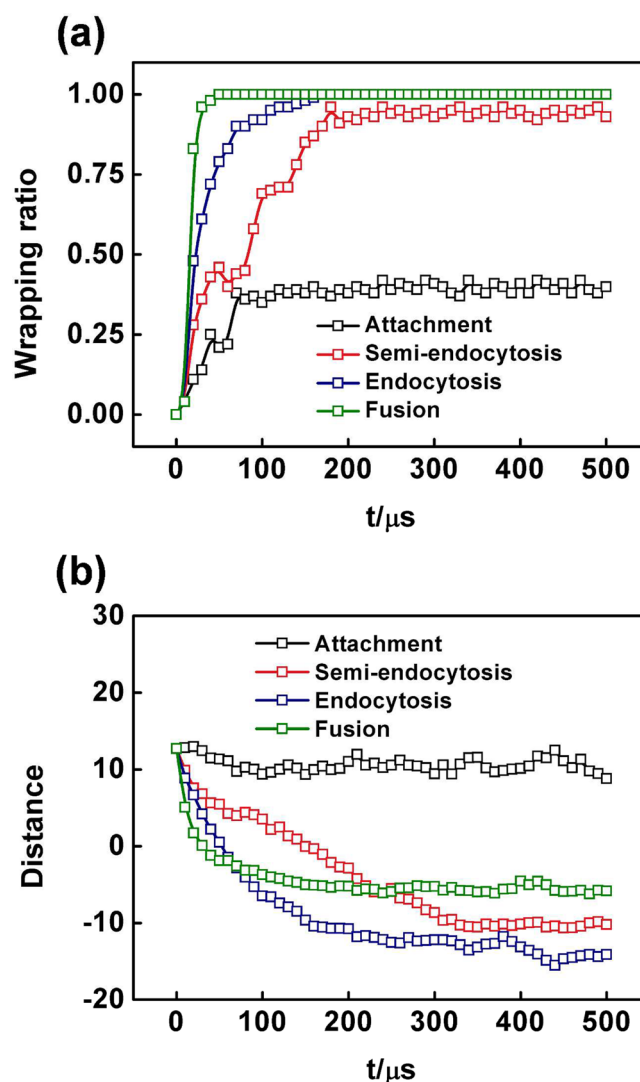 (a)
Wrapping ratio
1.00
0.75
0.50
0.25
0.00
Attachment
Semi-endocytosis
Endocytosis
Fusion
0 100 200 300 400 500
t/μs
(b)
Distance
30
20
10
0
-10
-20
Attachment
Semi-endocytosis
Endocytosis
Fusion
0 100 200 300 400 500
t/μs